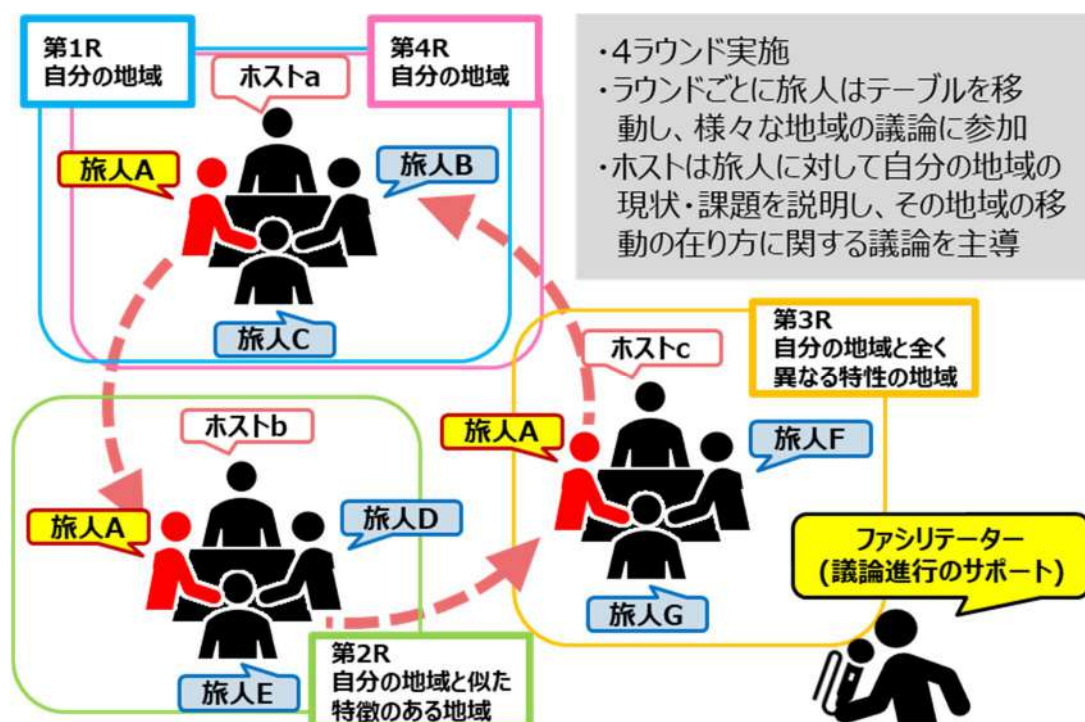 第1R
自分の地域
第4R
自分の地域
ホストa
旅人A
旅人B
旅人C
・4ラウンド実施
・ラウンドごとに旅人はテーブルを移
動し、様々な地域の議論に参加
・ホストは旅人に対して自分の地域の
現状・課題を説明し、その地域の移
動の在り方に関する議論を主導
ホストb
旅人A
旅人D
旅人E
第2R
自分の地域と似た
特徴のある地域
第3R
自分の地域と全く
異なる特性の地域
ホストc
旅人A
旅人F
旅人G
ファシリテーター
(議論進行のサポート)